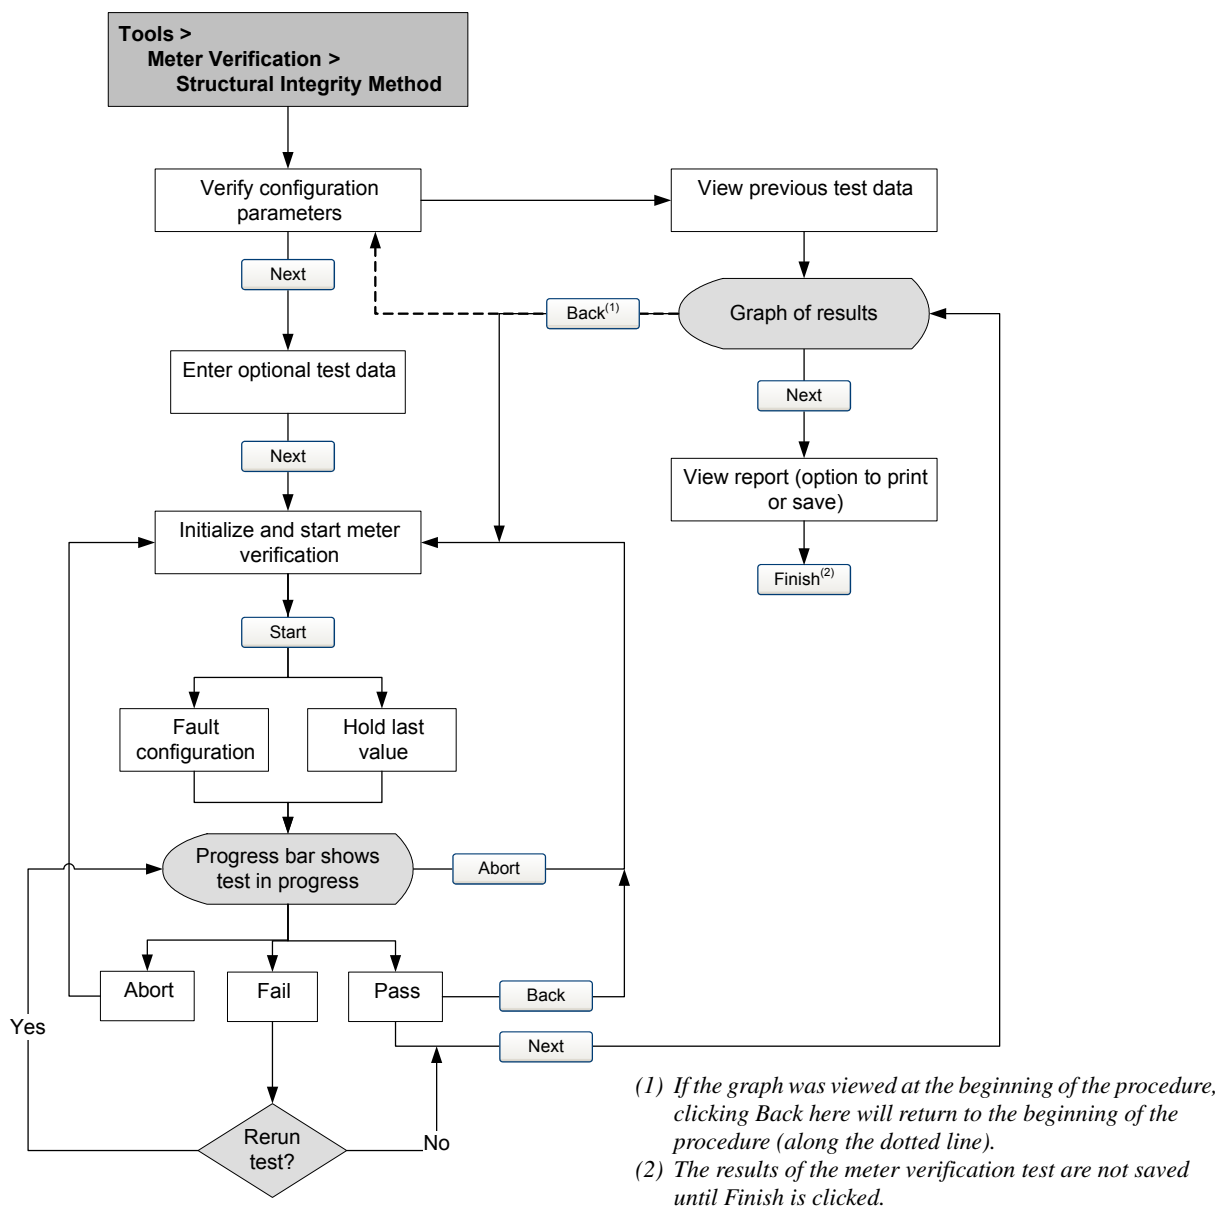 Tools >
Meter Verification >
Structural Integrity Method
Verify configuration
parameters
View previous test data
Next
Back(1)
Graph of results
Enter optional test data
Next
Next
View report (option to print
or save)
Initialize and start meter
verification
Finish(2)
Start
Fault
configuration
Hold last
value
Progress bar shows
test in progress
Abort
Abort
Fail
Pass
Back
Yes
Next
Rerun
test?
No
(1) If the graph was viewed at the beginning of the procedure,
clicking Back here will return to the beginning of the
procedure (along the dotted line).
(2) The results of the meter verification test are not saved
until Finish is clicked.